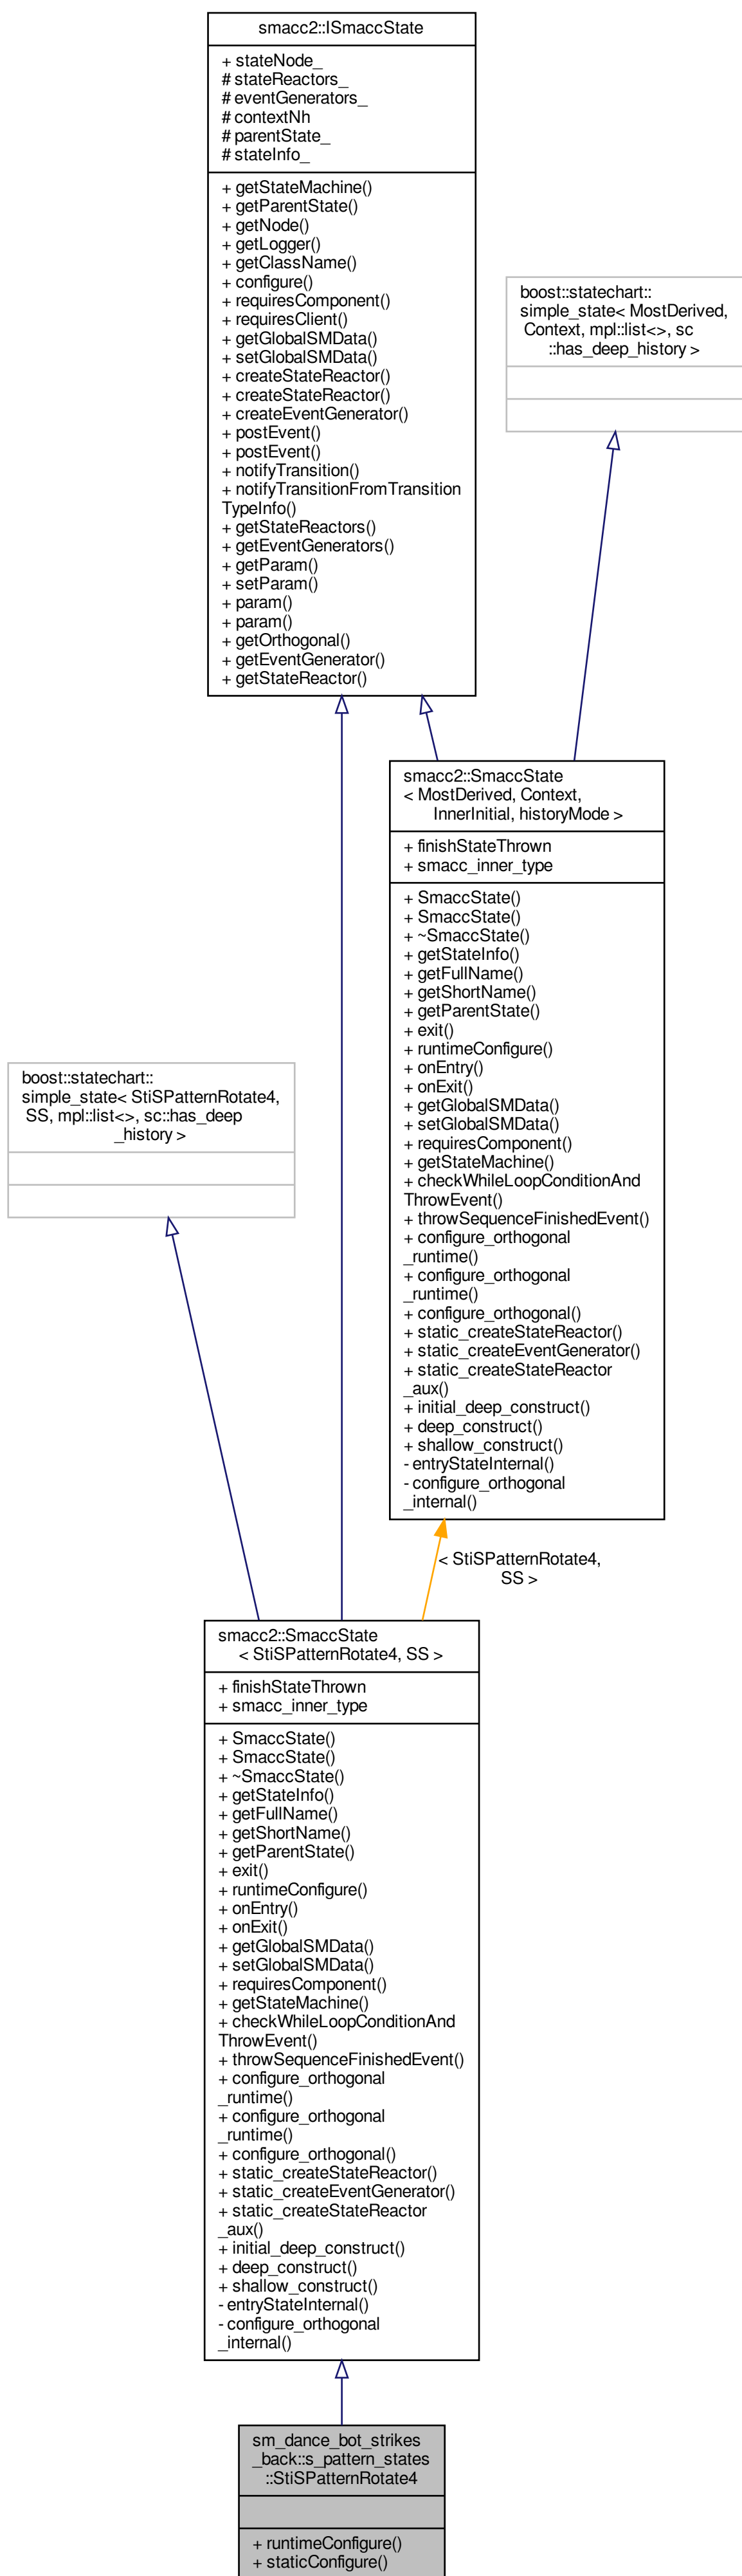 smacc2::ISmaccState
+ stateNode_
# stateReactors_
# eventGenerators_
# contextNh
# parentState_
# stateInfo_
+ getStateMachine()
+ getParentState()
+ getNode()
+ getLogger()
+ getClassName()
+ configure()
+ requiresComponent()
+ requiresClient()
+ getGlobalSMData()
+ setGlobalSMData()
+ createStateReactor()
+ createStateReactor()
+ createEventGenerator()
+ postEvent()
+ postEvent()
+ notifyTransition()
+ notifyTransitionFromTransition
TypeInfo()
+ getStateReactors()
+ getEventGenerators()
+ getParam()
+ setParam()
+ param()
+ param()
+ getOrthogonal()
+ getEventGenerator()
+ getStateReactor()
boost::statechart::
simple_state< MostDerived,
Context, mpl::list<>, sc
::has_deep_history >
smacc2::SmaccState
< MostDerived, Context,
InnerInitial, historyMode >
+ finishStateThrown
+ smacc_inner_type
+ SmaccState()
+ SmaccState()
+ ~SmaccState()
+ getStateInfo()
+ getFullName()
+ getShortName()
+ getParentState()
+ exit()
+ runtimeConfigure()
+ onEntry()
+ onExit()
+ getGlobalSMData()
+ setGlobalSMData()
+ requiresComponent()
+ getStateMachine()
+ checkWhileLoopConditionAnd
ThrowEvent()
+ throwSequenceFinishedEvent()
+ configure_orthogonal
_runtime()
+ configure_orthogonal
_runtime()
+ configure_orthogonal()
+ static_createStateReactor()
+ static_createEventGenerator()
+ static_createStateReactor
_aux()
+ initial_deep_construct()
+ deep_construct()
+ shallow_construct()
- entryStateInternal()
- configure_orthogonal
_internal()
boost::statechart::
simple_state< StiSPatternRotate4,
SS, mpl::list<>, sc::has_deep
_history >
< StiSPatternRotate4,
SS >
smacc2::SmaccState
< StiSPatternRotate4, SS >
+ finishStateThrown
+ smacc_inner_type
+ SmaccState()
+ SmaccState()
+ ~SmaccState()
+ getStateInfo()
+ getFullName()
+ getShortName()
+ getParentState()
+ exit()
+ runtimeConfigure()
+ onEntry()
+ onExit()
+ getGlobalSMData()
+ setGlobalSMData()
+ requiresComponent()
+ getStateMachine()
+ checkWhileLoopConditionAnd
ThrowEvent()
+ throwSequenceFinishedEvent()
+ configure_orthogonal
_runtime()
+ configure_orthogonal
_runtime()
+ configure_orthogonal()
+ static_createStateReactor()
+ static_createEventGenerator()
+ static_createStateReactor
_aux()
+ initial_deep_construct()
+ deep_construct()
+ shallow_construct()
- entryStateInternal()
- configure_orthogonal
_internal()
sm_dance_bot_strikes
_back::s_pattern_states
::StiSPatternRotate4
+ runtimeConfigure()
+ staticConfigure()